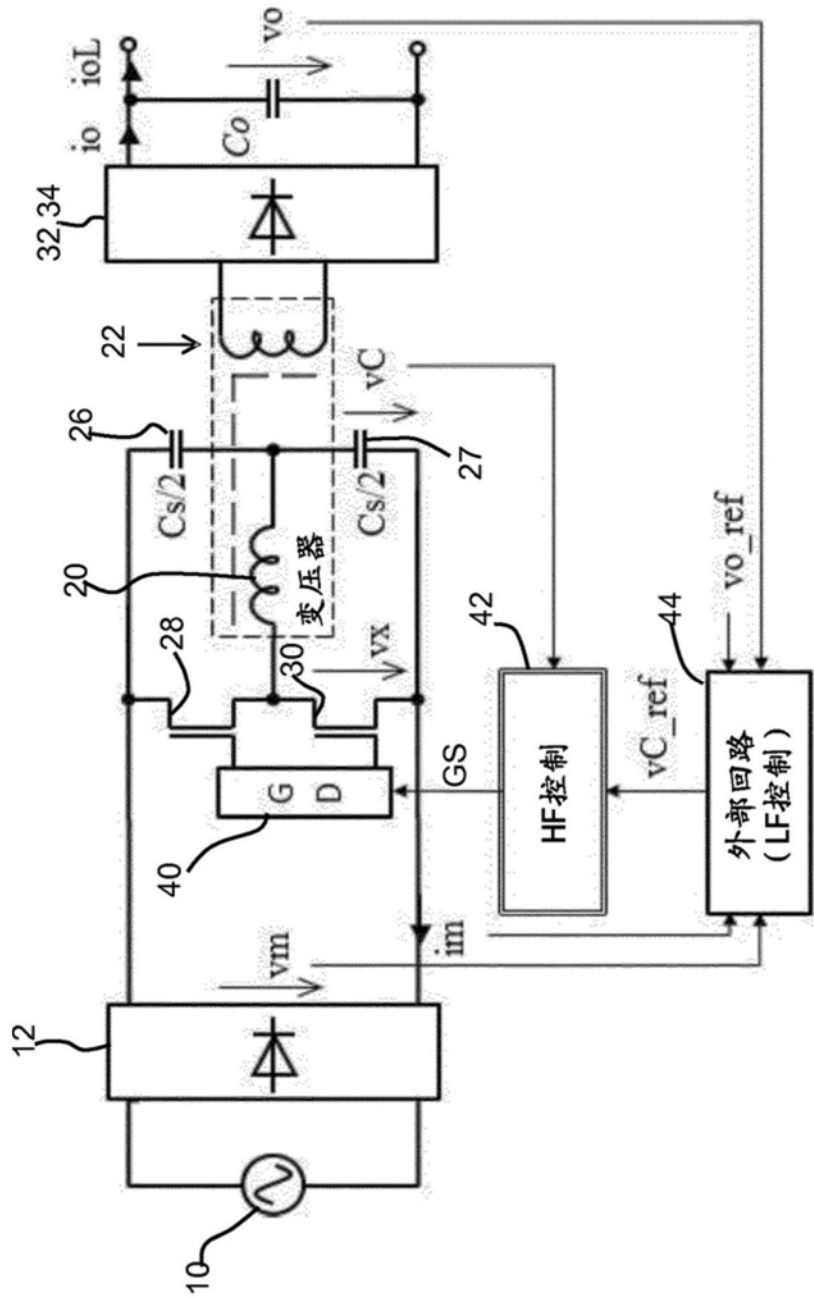 10
12
vm
im
40
G
D
28
30
vx
GS
20
变压器
22
26
Cs/2
Cs/2
27
vC
32,34
io
ioL
Co
vo
42
HF控制
vC_ref
44
vo_ref
外部回路
(LF控制)